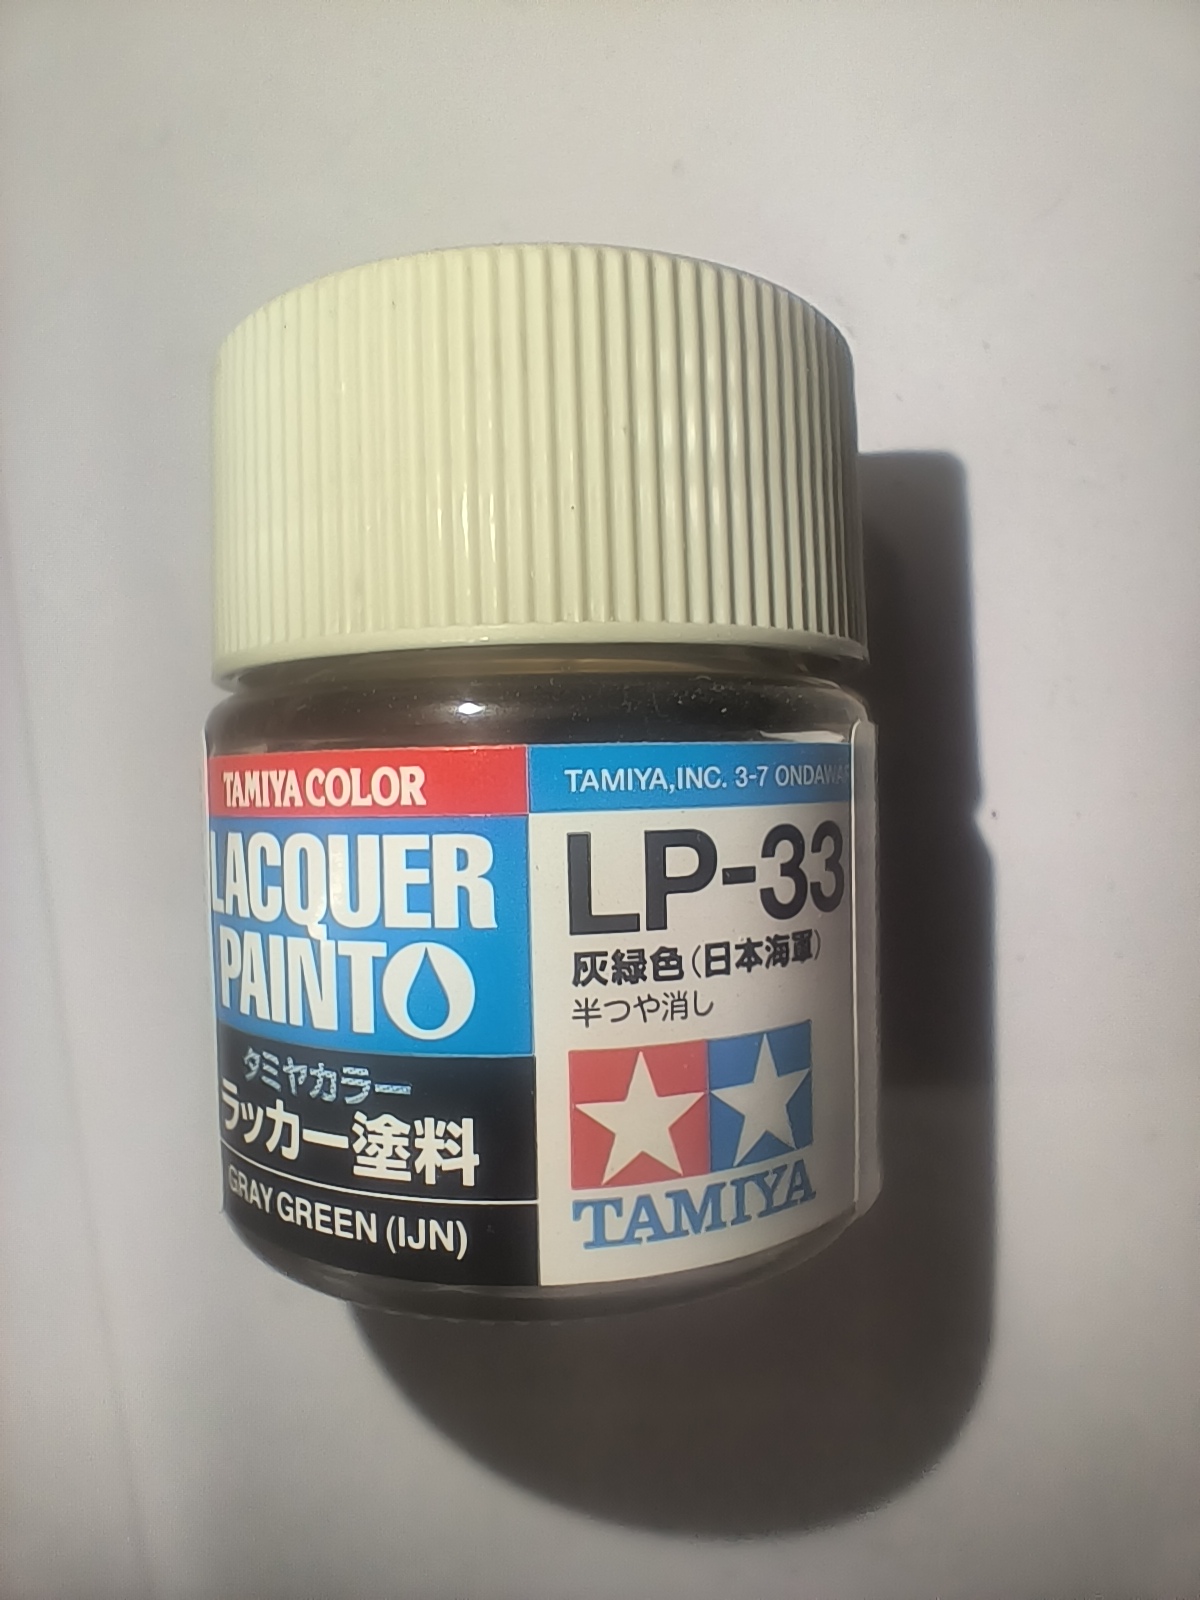 TAMIYA COLOR
LACQUER
PAINT
タミヤカラー
ラッカー塗料
GRAY GREEN (IJN)
TAMIYA,INC. 3-7
LP-33
灰緑色(日本海軍)
半つや消し
TAMIYA